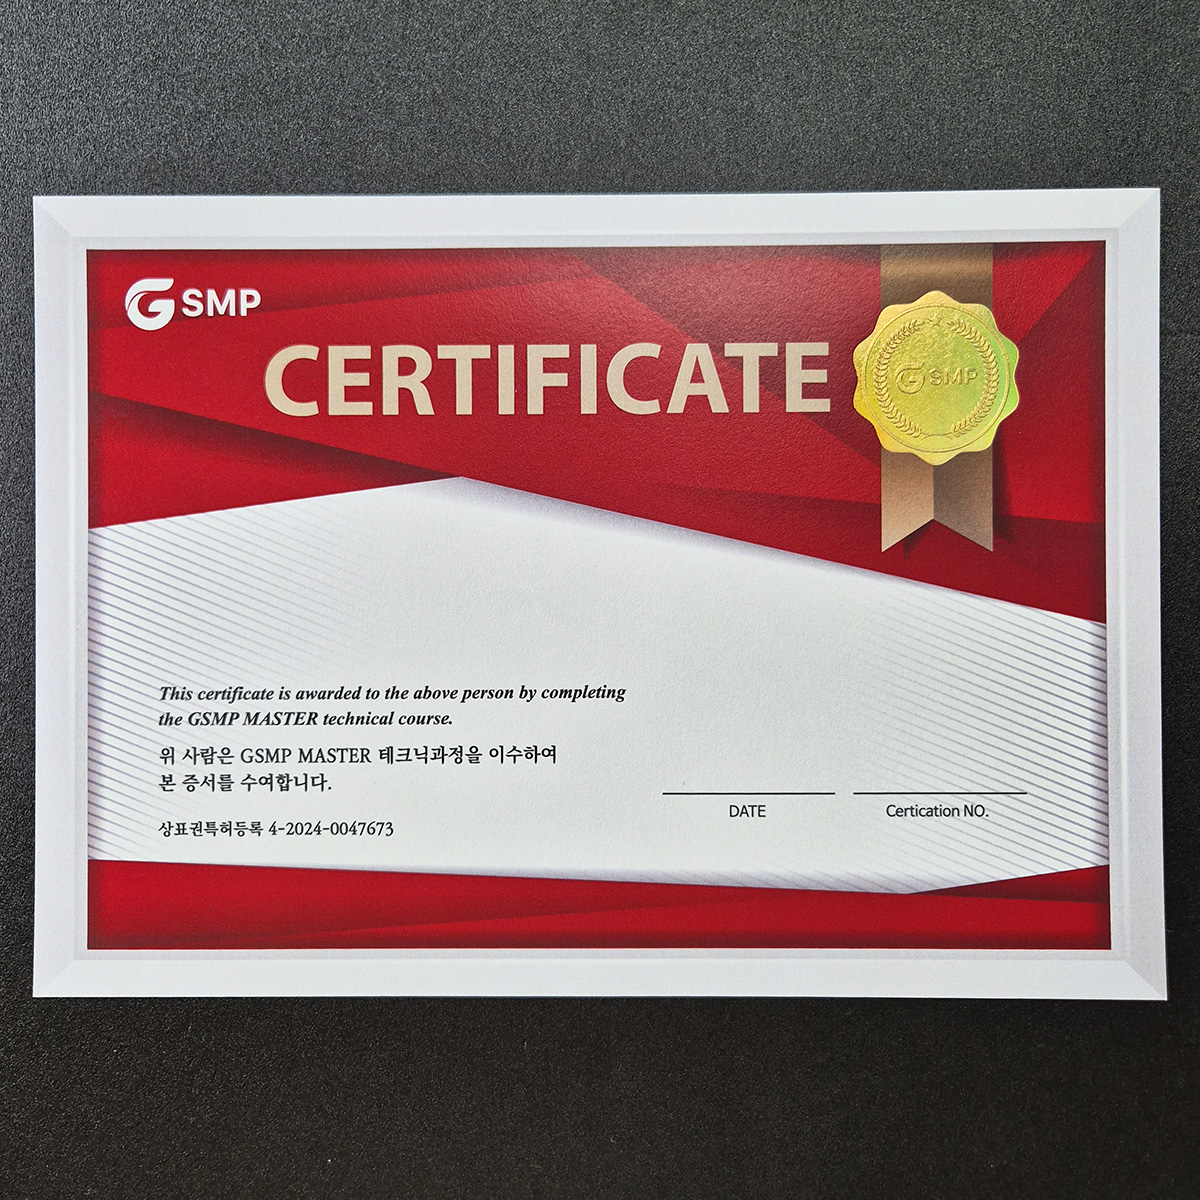 GSMP
CERTIFICATE
GSMP
This certificate is awarded to the above person by completing
the GSMP MASTER technical course.
위 사람은 GSMP MASTER 테크닉과정을 이수하여
본 증서를 수여합니다.
상표권특허등록 4-2024-0047673
DATE
Certication NO.